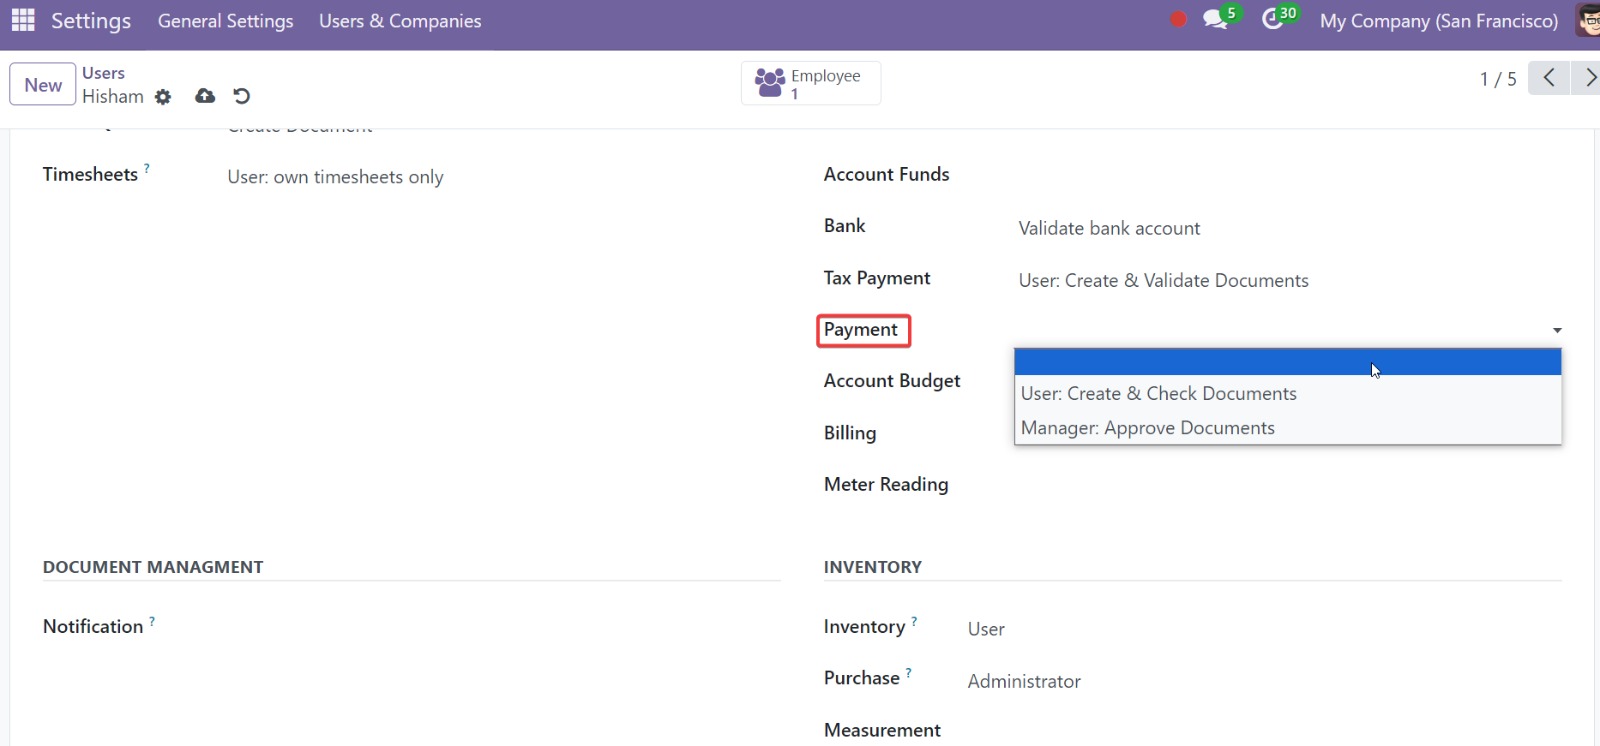 Settings General Settings Users & Companies 5 30 My Company (San Francisco)
New Users Employee 1 / 5
Hisham 1
Create Document
Timesheets ? User: own timesheets only Account Funds
Bank Validate bank account
Tax Payment User: Create & Validate Documents
Payment
Account Budget User: Create & Check Documents
Billing Manager: Approve Documents
Meter Reading
DOCUMENT MANAGMENT INVENTORY
Notification ? Inventory ? User
Purchase ? Administrator
Measurement